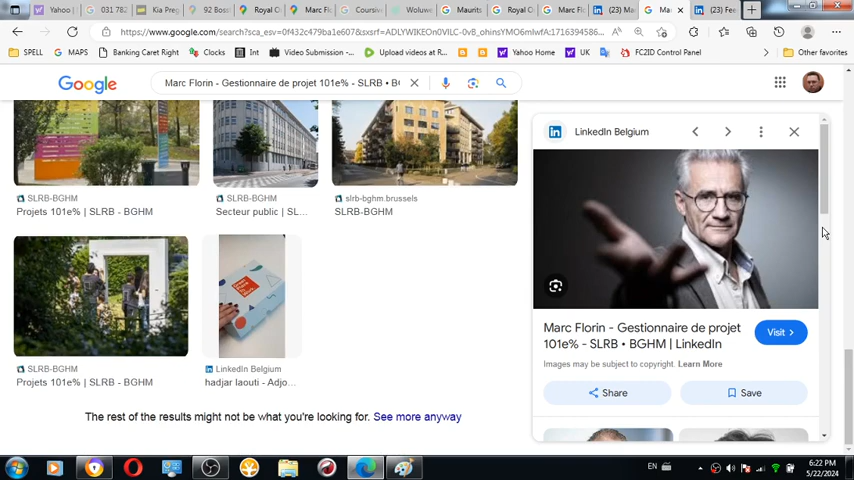 Yahoo |
031 782
Kia Preg
92 Boss
Royal O
Marc FL
Coursiv
Woluwe
Maurits
Royal O
Marc Fl
(23) Ma
Ma
(23) Fee
https://www.google.com/search?sca_esv=0f432c479ba1e607&sxsrf=ADLYWIKEOn0VILC-0vB_ohinsYMO6mlwfA:1716394586...
SPELL
MAPS
Banking Caret Right
Clocks
Int
Video Submission -...
Upload videos at R...
Yahoo Home
UK
FC2ID Control Panel
Other favorites
Google
Marc Florin - Gestionnaire de projet 101e% - SLRB • BG
LinkedIn Belgium
SLRB-BGHM
Projets 101e% | SLRB - BGHM
SLRB-BGHM
Secteur public | SL...
slrb-bghm.brussels
SLRB-BGHM
SLRB-BGHM
Projets 101e% | SLRB - BGHM
LinkedIn Belgium
hadjar laouti - Adjo...
Marc Florin - Gestionnaire de projet
101e% - SLRB • BGHM | LinkedIn
Visit
Images may be subject to copyright. Learn More
Share
Save
The rest of the results might not be what you're looking for. See more anyway
EN
6:22 PM
5/22/2024